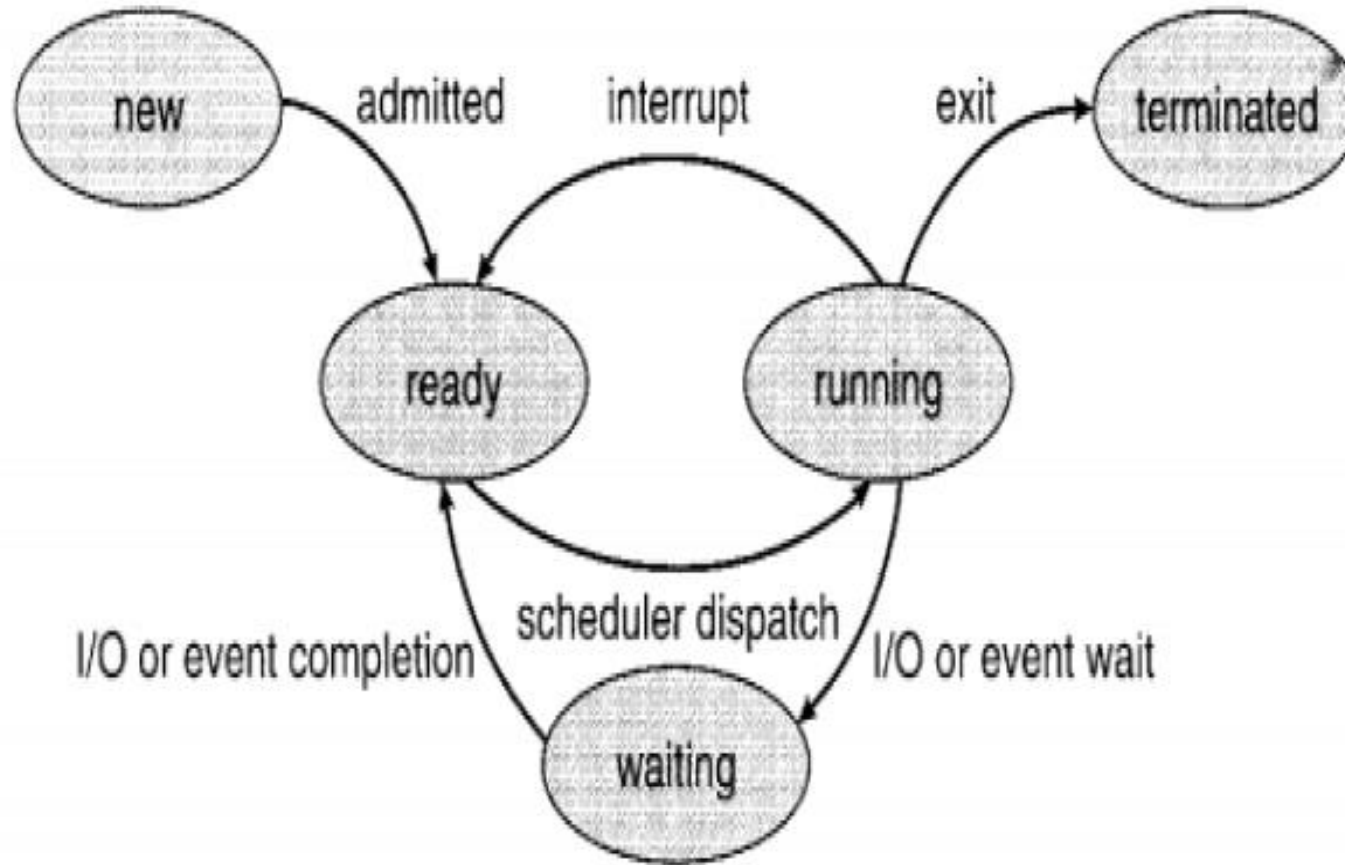 new
admitted
interrupt
exit
terminated
ready
running
scheduler dispatch
I/O or event completion
I/O or event wait
waiting